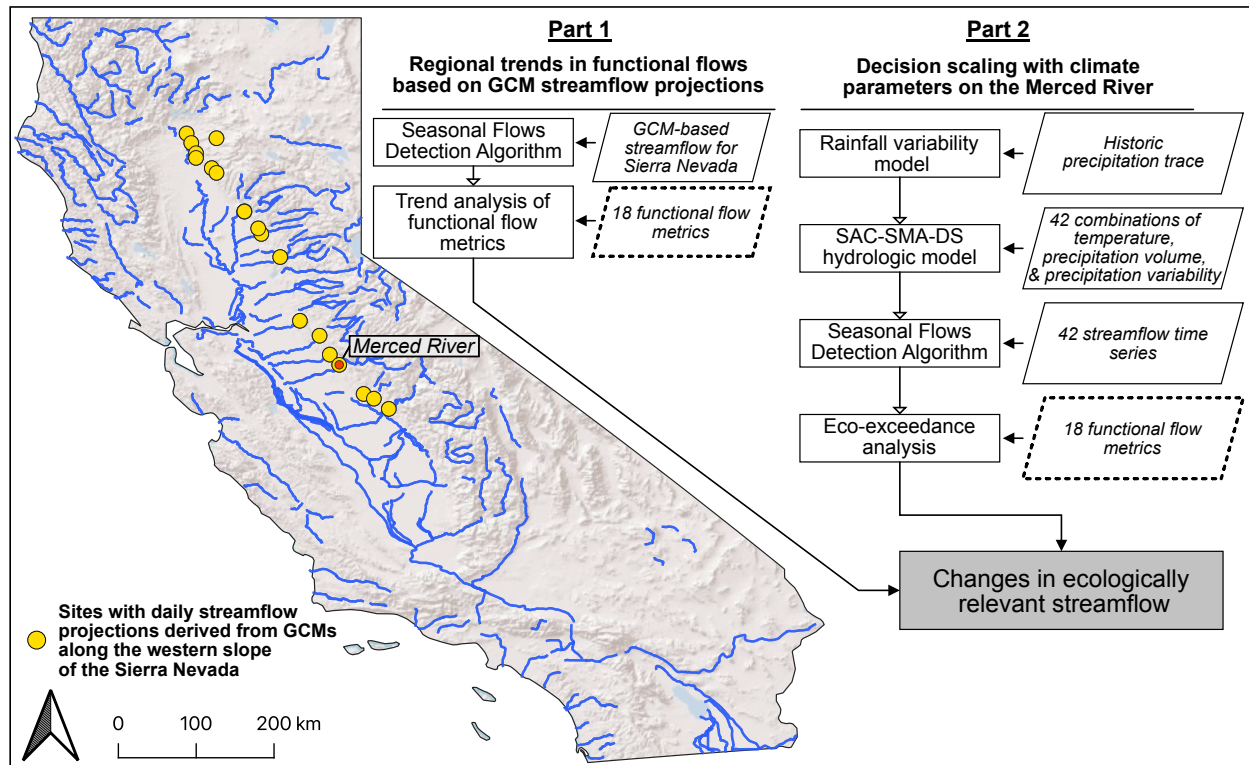 Part 1
Regional trends in functional flows
based on GCM streamflow projections
Seasonal Flows
Detection Algorithm
GCM-based
streamflow for
Sierra Nevada
Trend analysis of
functional flow
metrics
18 functional flow
metrics
Part 2
Decision scaling with climate
parameters on the Merced River
Rainfall variability
model
Historic
precipitation trace
SAC-SMA-DS
hydrologic model
42 combinations of
temperature,
precipitation volume,
& precipitation variability
Seasonal Flows
Detection Algorithm
42 streamflow time
series
Eco-exceedance
analysis
18 functional flow
metrics
Changes in ecologically
relevant streamflow
Merced River
Sites with daily streamflow
projections derived from GCMs
along the western slope
of the Sierra Nevada
0 100 200 km